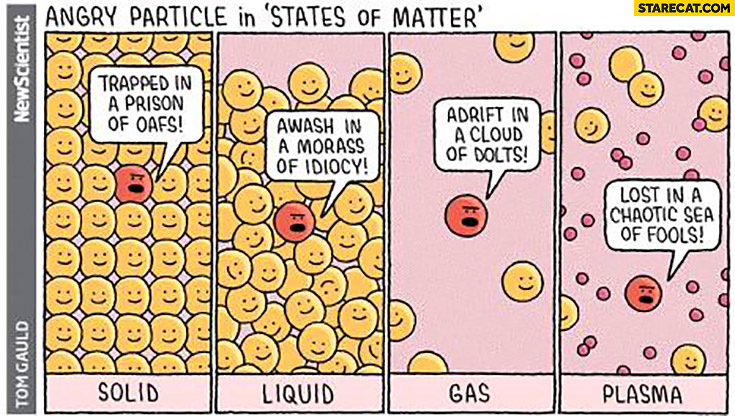 ANGRY PARTICLE in 'STATES OF MATTER'
STARECAT.COM
NewScientist
TOM GAULD
TRAPPED IN
A PRISON
OF OAFS!
SOLID
AWASH IN
A MORASS
OF IDIOCY!
LIQUID
ADRIFT IN
A CLOUD
OF DOLTS!
GAS
LOST IN A
CHAOTIC SEA
OF FOOLS!
PLASMA